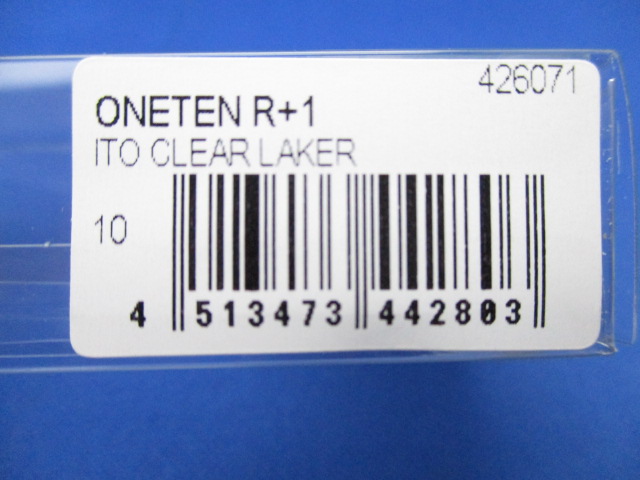 426071
ONETEN R+1
ITO CLEAR LAKER
10
4 513473 442803